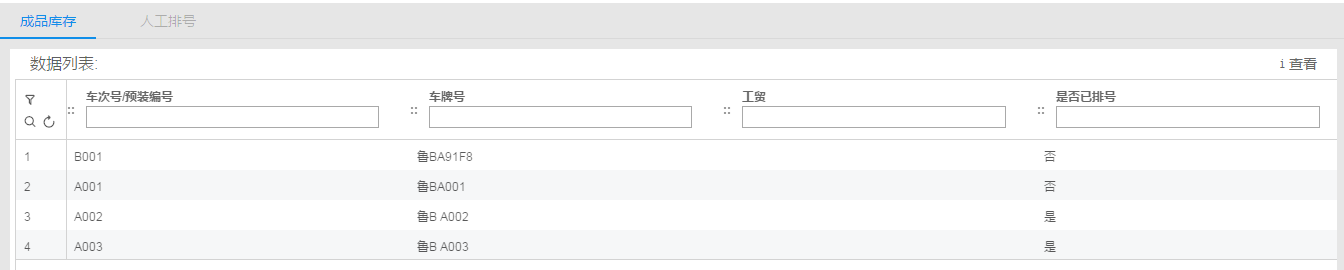 成品库存 人工排号
数据列表: i 查看
车次号/预装编号 车牌号 工贸 是否已排号
1 B001 鲁BA91F8 否
2 A001 鲁BA001 否
3 A002 鲁B A002 是
4 A003 鲁B A003 是